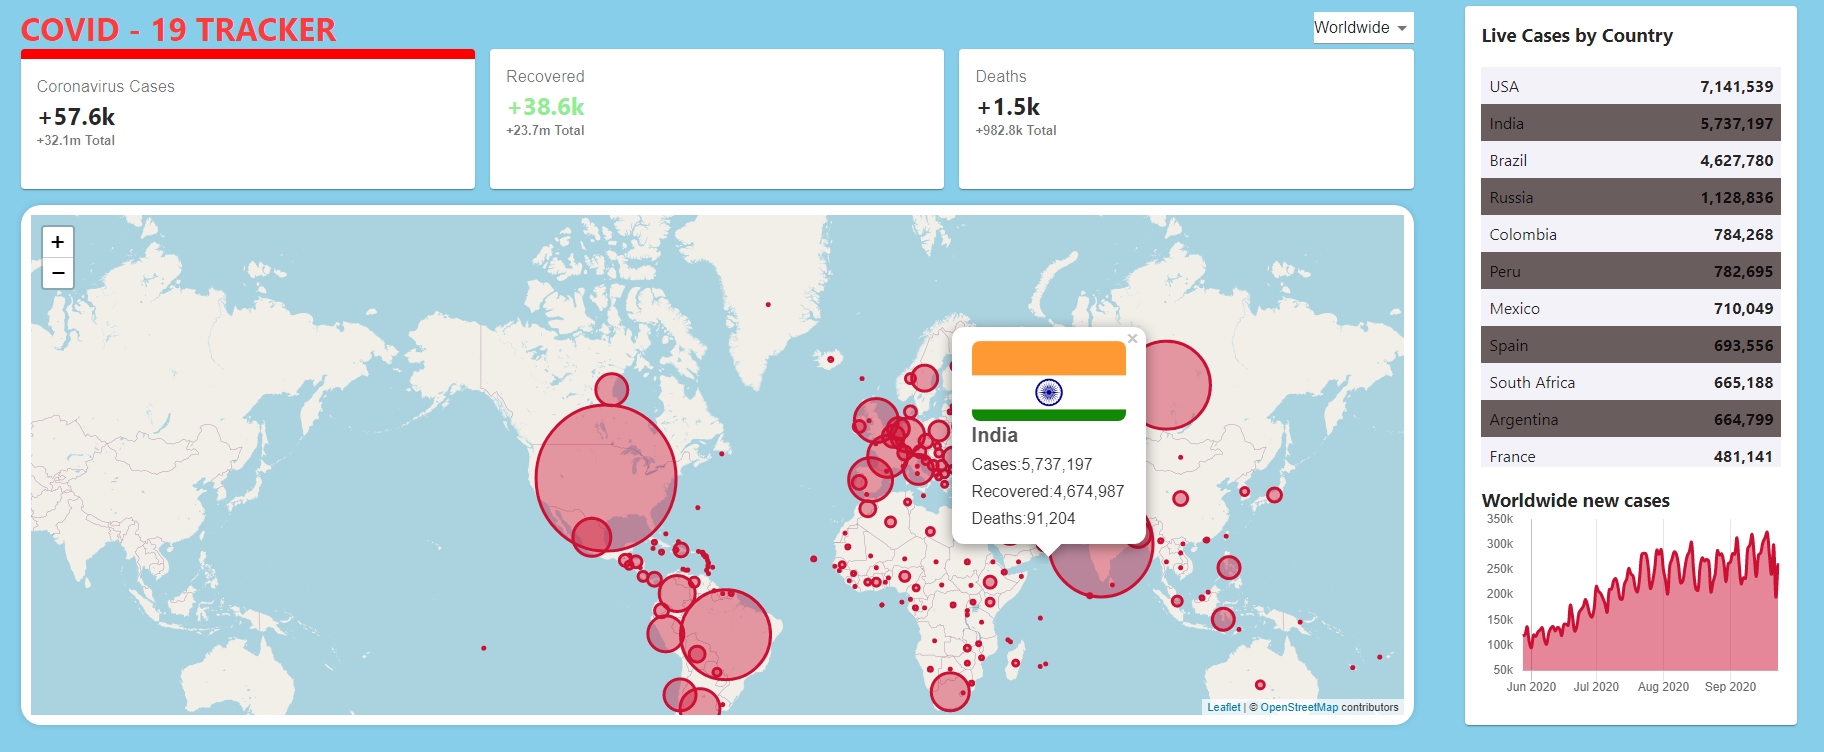 COVID - 19 TRACKER
Worldwide
Coronavirus Cases
+57.6k
+32.1m Total
Recovered
+38.6k
+23.7m Total
Deaths
+1.5k
+982.8k Total
+
−
×
India
Cases:5,737,197
Recovered:4,674,987
Deaths:91,204
Leaflet | © OpenStreetMap contributors
Live Cases by Country
USA 7,141,539
India 5,737,197
Brazil 4,627,780
Russia 1,128,836
Colombia 784,268
Peru 782,695
Mexico 710,049
Spain 693,556
South Africa 665,188
Argentina 664,799
France 481,141
Worldwide new cases
350k
300k
250k
200k
150k
100k
50k
Jun 2020 Jul 2020 Aug 2020 Sep 2020